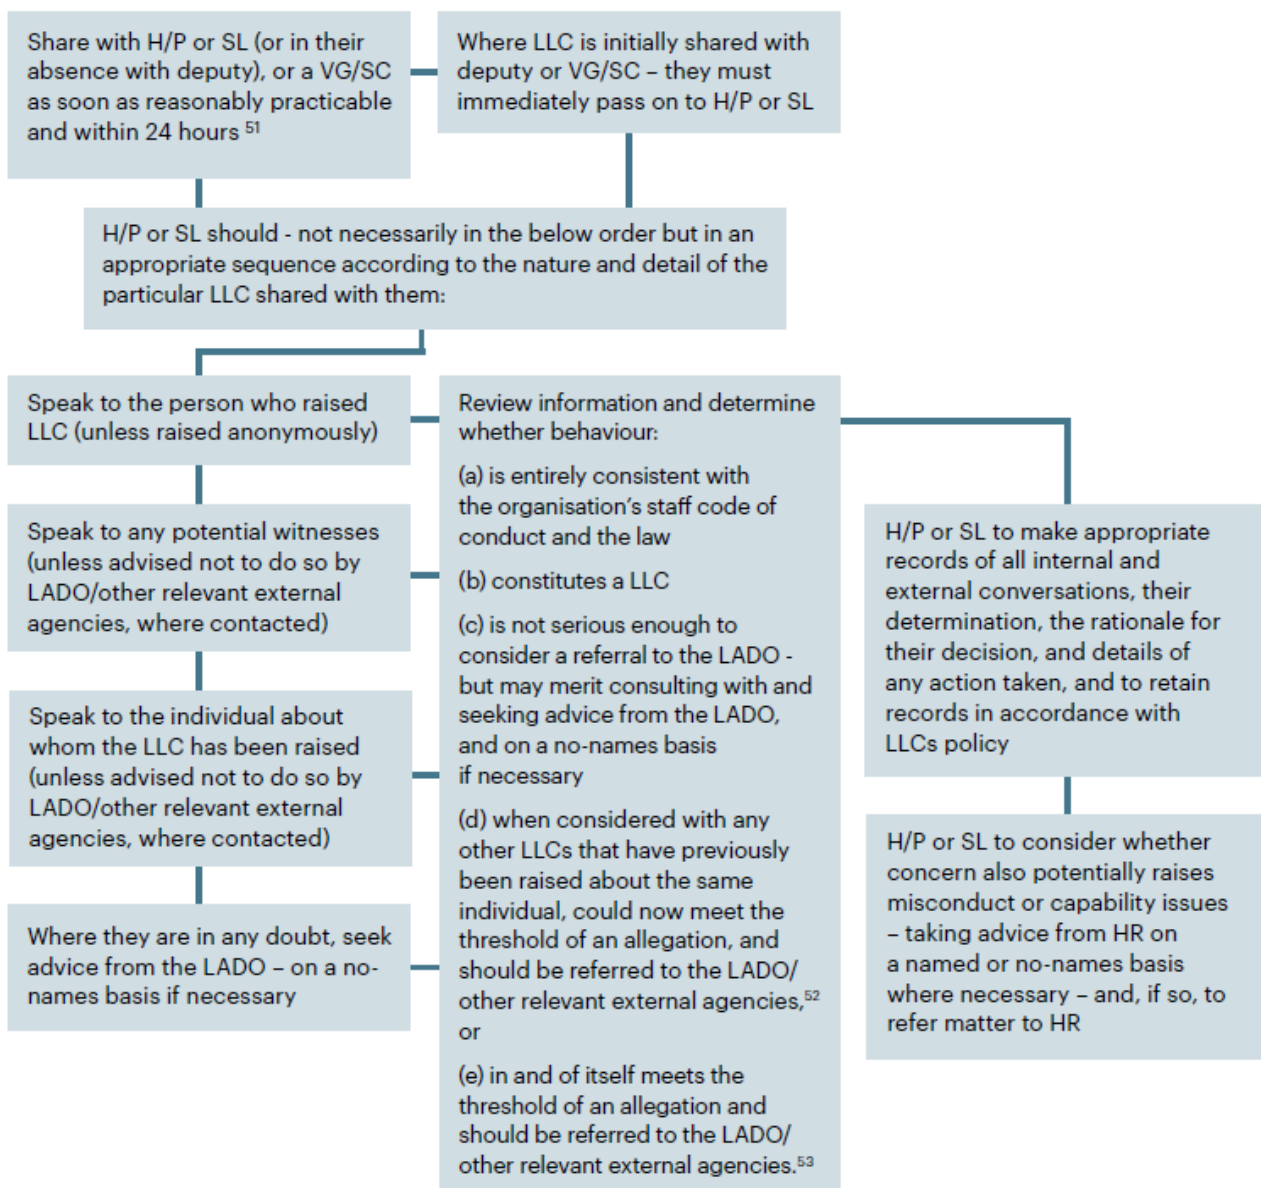 Share with H/P or SL (or in their
absence with deputy), or a VG/SC
as soon as reasonably practicable
and within 24 hours 51
Where LLC is initially shared with
deputy or VG/SC – they must
immediately pass on to H/P or SL
H/P or SL should - not necessarily in the below order but in an
appropriate sequence according to the nature and detail of the
particular LLC shared with them:
Speak to the person who raised
LLC (unless raised anonymously)
Speak to any potential witnesses
(unless advised not to do so by
LADO/other relevant external
agencies, where contacted)
Speak to the individual about
whom the LLC has been raised
(unless advised not to do so by
LADO/other relevant external
agencies, where contacted)
Where they are in any doubt, seek
advice from the LADO – on a no-
names basis if necessary
Review information and determine
whether behaviour:
(a) is entirely consistent with
the organisation’s staff code of
conduct and the law
(b) constitutes a LLC
(c) is not serious enough to
consider a referral to the LADO -
but may merit consulting with and
seeking advice from the LADO,
and on a no-names basis
if necessary
(d) when considered with any
other LLCs that have previously
been raised about the same
individual, could now meet the
threshold of an allegation, and
should be referred to the LADO/
other relevant external agencies,52
or
(e) in and of itself meets the
threshold of an allegation and
should be referred to the LADO/
other relevant external agencies.53
H/P or SL to make appropriate
records of all internal and
external conversations, their
determination, the rationale for
their decision, and details of
any action taken, and to retain
records in accordance with
LLCs policy
H/P or SL to consider whether
concern also potentially raises
misconduct or capability issues
– taking advice from HR on
a named or no-names basis
where necessary – and, if so, to
refer matter to HR